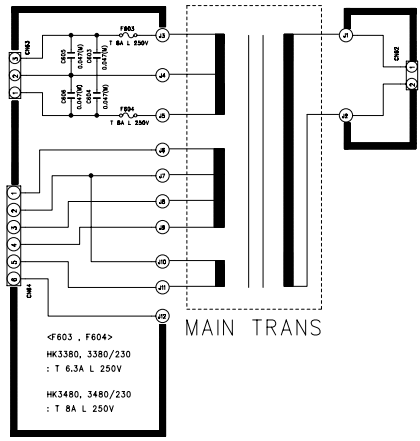 F603
T 8A L 250V
J3
J1
CN63
3
2
1
C605
0.047(M)
C603
0.047(M)
J4
CN62
1
2
C606
0.047(M)
C604
0.047(M)
F604
T 8A L 250V
J5
J2
J6
J7
J8
J9
J10
J11
J12
1
2
3
4
5
6
CN64
MAIN TRANS
<F603 , F604>
HK3380, 3380/230
: T 6.3A L 250V
HK3480, 3480/230
: T 8A L 250V